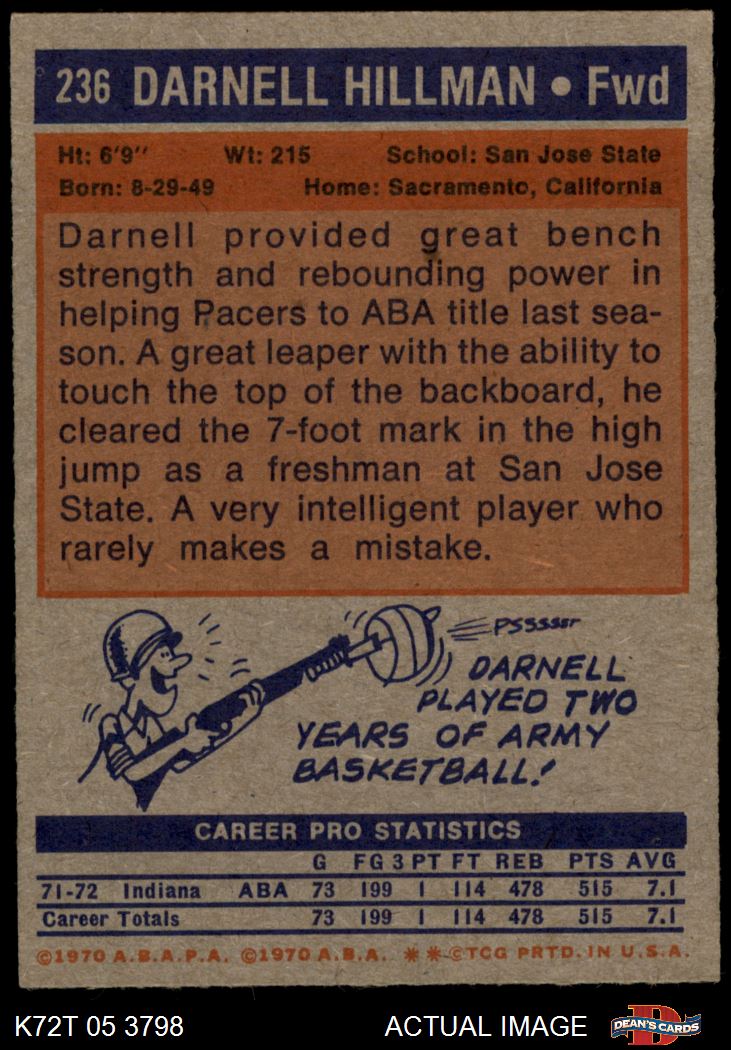 236 DARNELL HILLMAN • Fwd
Ht: 6'9" Wt: 215 School: San Jose State
Born: 8-29-49 Home: Sacramento, California
Darnell provided great bench
strength and rebounding power in
helping Pacers to ABA title last sea-
son. A great leaper with the ability to
touch the top of the backboard, he
cleared the 7-foot mark in the high
jump as a freshman at San Jose
State. A very intelligent player who
rarely makes a mistake.
PSSSSST
DARNELL
PLAYED TWO
YEARS OF ARMY
BASKETBALL!
CAREER PRO STATISTICS
G FG 3 PT FT REB PTS AVG
71-72 Indiana ABA 73 199 1 114 478 515 7.1
Career Totals 73 199 1 114 478 515 7.1
©1970 A.B.A.P.A. ©1970 A.B.A. ✻✻©TCG PRTD. IN U.S.A.
K72T 05 3798 ACTUAL IMAGE D DEAN'S CARDS